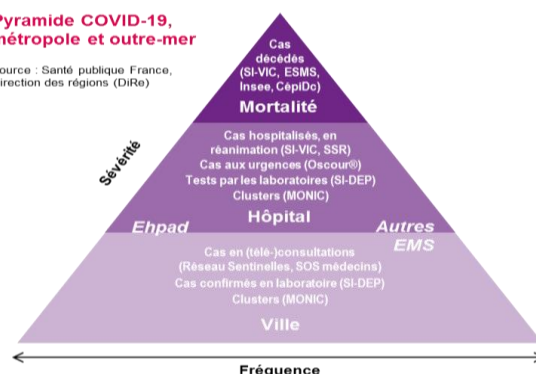 Pyramide COVID-19,
métropole et outre-mer
Source : Santé publique France,
Direction des régions (DiRe)
Cas
décédés
(SI-VIC, ESMS,
Insee, CépiDc)
Mortalité
Sévérité
Cas hospitalisés, en
réanimation (SI-VIC, SSR)
Cas aux urgences (Oscour®)
Tests par les laboratoires (SI-DEP)
Clusters (MONIC)
Hôpital
Ehpad
Autres
EMS
Cas en (télé-)consultations
(Réseau Sentinelles, SOS médecins)
Cas confirmés en laboratoire (SI-DEP)
Clusters (MONIC)
Ville
Fréquence